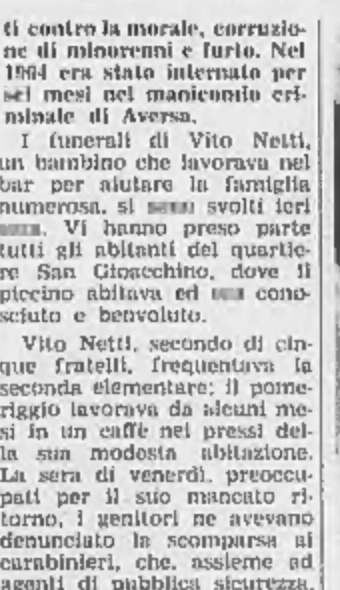 ti contro la morale, corruzio-
ne di minorenni e furto. Nel
1964 era stato internato per
sei mesi nel manicomio cri-
minale di Aversa.
I funerali di Vito Netti,
un bambino che lavorava nel
bar per aiutare la famiglia
numerosa, si svolti ieri
. Vi hanno preso parte
tutti gli abitanti del quartie-
re San Gioacchino, dove il
piccino abitava ed cono-
sciuto e benvoluto.
Vito Netti, secondo di cin-
que fratelli, frequentava la
seconda elementare; il pome-
riggio lavorava da alcuni me-
si in un caffè nei pressi del-
la sua modesta abitazione.
La sera di venerdì, preoccu-
pati per il suo mancato ri-
torno, i genitori ne avevano
denunciato la scomparsa ai
carabinieri, che, assieme ad
agenti di pubblica sicurezza,